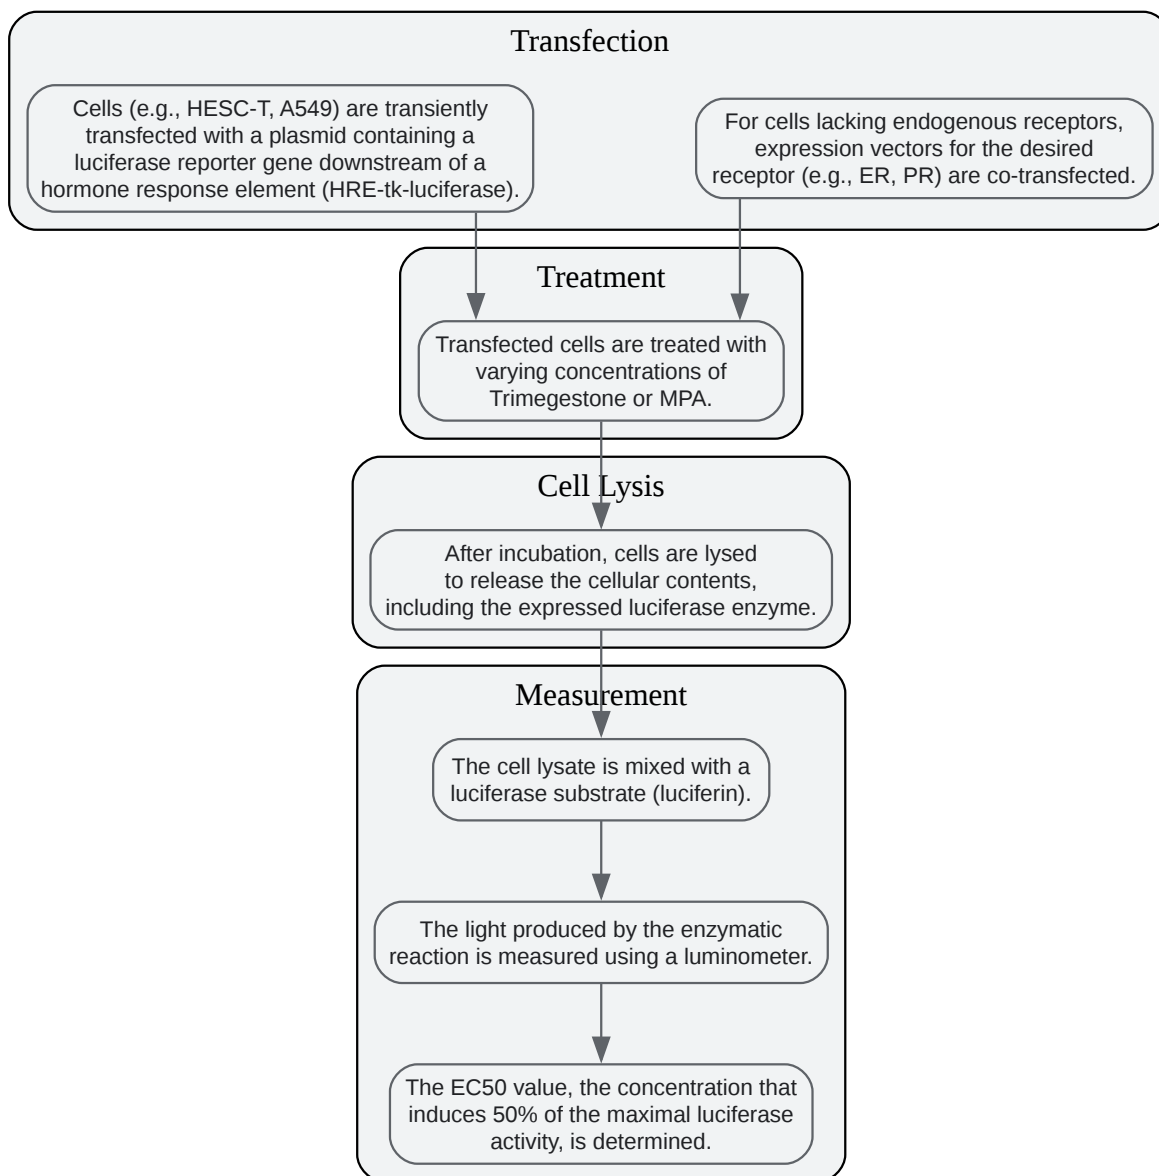 Transfection
Cells (e.g., HESC-T, A549) are transiently
transfected with a plasmid containing a
luciferase reporter gene downstream of a
hormone response element (HRE-tk-luciferase).
For cells lacking endogenous receptors,
expression vectors for the desired
receptor (e.g., ER, PR) are co-transfected.
Treatment
Transfected cells are treated with
varying concentrations of
Trimegestone or MPA.
Cell Lysis
After incubation, cells are lysed
to release the cellular contents,
including the expressed luciferase enzyme.
Measurement
The cell lysate is mixed with a
luciferase substrate (luciferin).
The light produced by the enzymatic
reaction is measured using a luminometer.
The EC50 value, the concentration that
induces 50% of the maximal luciferase
activity, is determined.